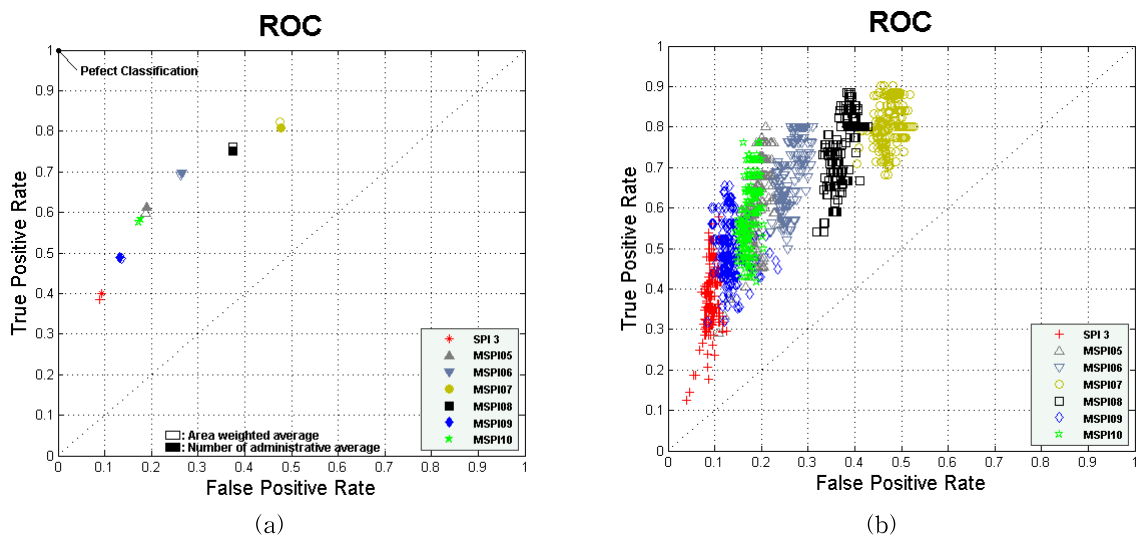 ROC
1
0.9
0.8
0.7
0.6
0.5
0.4
0.3
0.2
0.1
0
Pefect Classification
True Positive Rate
SPI 3
MSPI05
MSPI06
MSPI07
MSPI08
MSPI09
MSPI10
: Area weighted average
: Number of administrative average
0 0.1 0.2 0.3 0.4 0.5 0.6 0.7 0.8 0.9 1
False Positive Rate
(a)
ROC
1
0.9
0.8
0.7
0.6
0.5
0.4
0.3
0.2
0.1
0
True Positive Rate
SPI 3
MSPI05
MSPI06
MSPI07
MSPI08
MSPI09
MSPI10
0 0.1 0.2 0.3 0.4 0.5 0.6 0.7 0.8 0.9 1
False Positive Rate
(b)